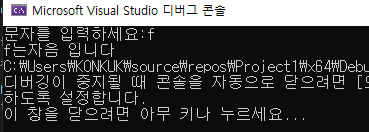 Microsoft Visual Studio 디버그 콘솔
문자를 입력하세요:f
f는자음 입니다
C:₩Users₩KONKUK₩source₩repos₩Project1₩x64₩Debu
디버깅이 중지될 때 콘솔을 자동으로 닫으려면 [도
하도록 설정합니다.
이 창을 닫으려면 아무 키나 누르세요...